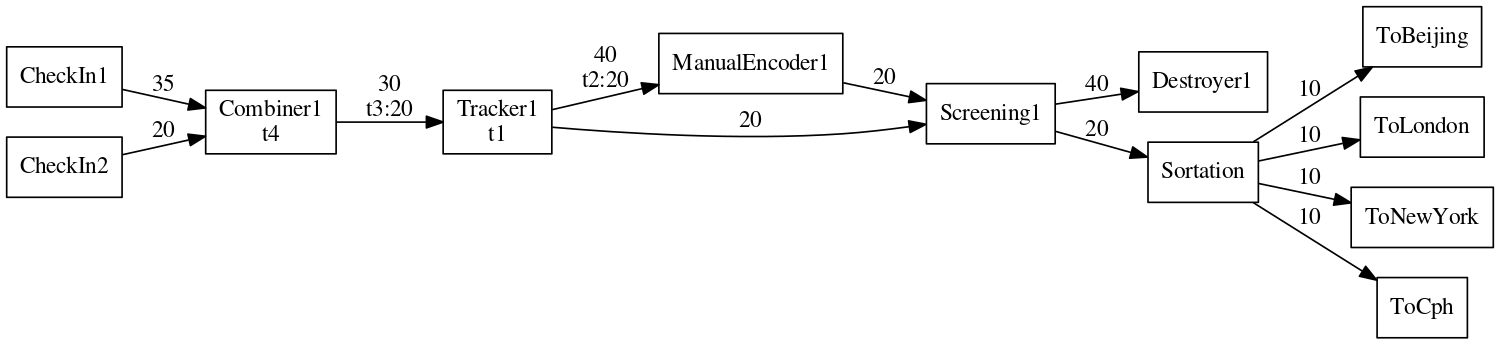 CheckIn1
CheckIn2
35
20
Combiner1
t4
30
t3:20
Tracker1
t1
40
t2:20
20
ManualEncoder1
20
Screening1
40
20
Destroyer1
Sortation
10
10
10
10
ToBeijing
ToLondon
ToNewYork
ToCph